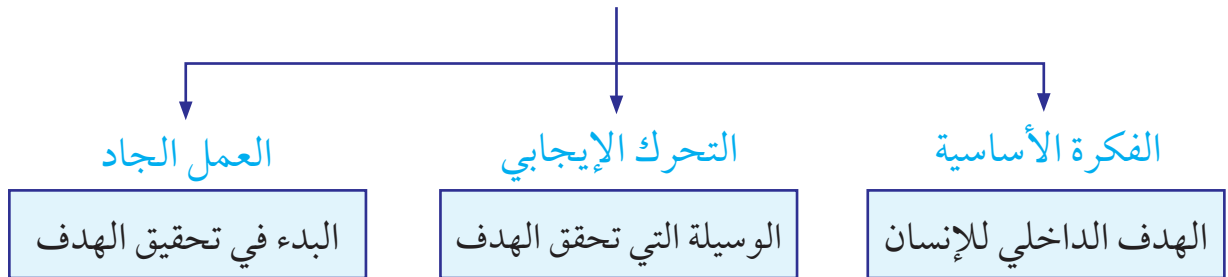 الفكرة الأساسية
الهدف الداخلي للإنسان
التحرك الإيجابي
الوسيلة التي تحقق الهدف
العمل الجاد
البدء في تحقيق الهدف